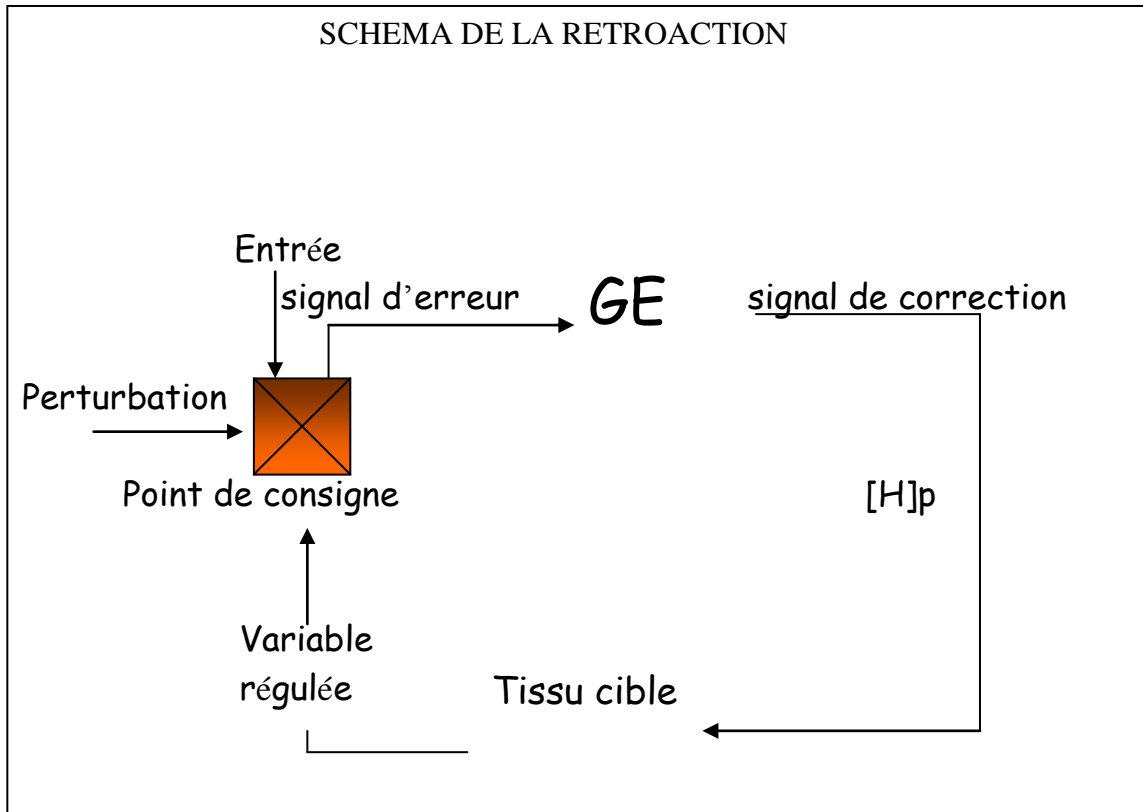 SCHEMA DE LA RETROACTION
Entrée
signal d'erreur
GE
signal de correction
Perturbation
Point de consigne
[H]p
Variable
régulée
Tissu cible